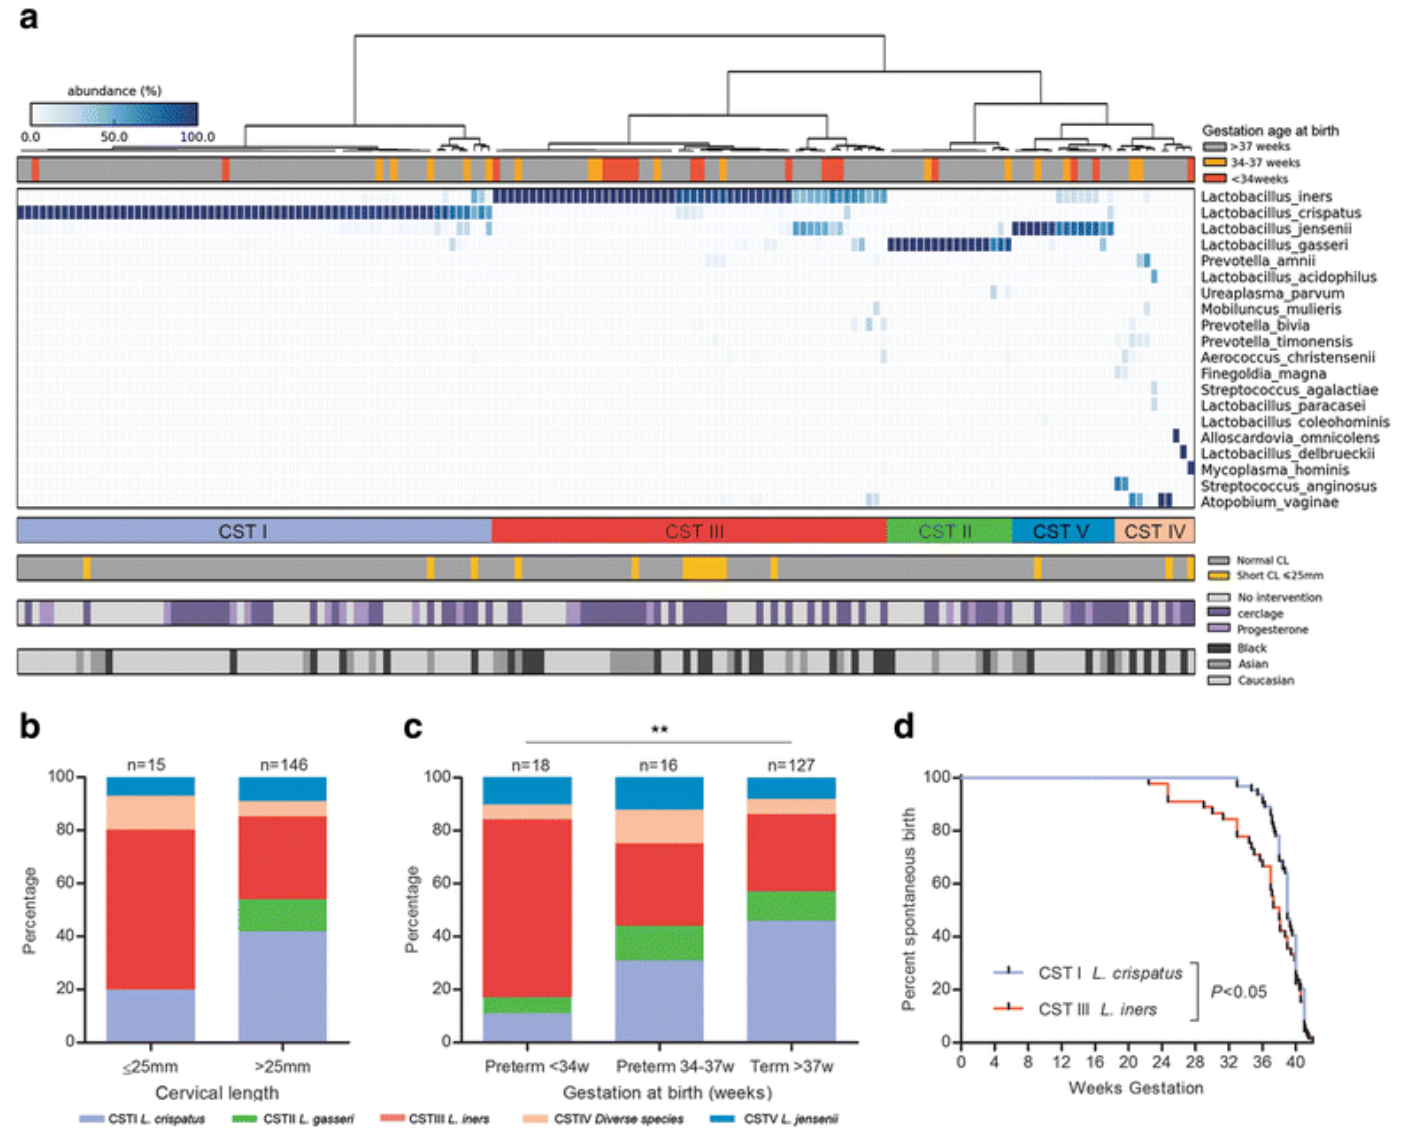 a
abundance (%)
0.0 50.0 100.0
Gestation age at birth
>37 weeks
34-37 weeks
<34weeks
Lactobacillus_iners
Lactobacillus_crispatus
Lactobacillus_jensenii
Lactobacillus_gasseri
Prevotella_amnii
Lactobacillus_acidophilus
Ureaplasma_parvum
Mobiluncus_mulieris
Prevotella_bivia
Prevotella_timonensis
Aerococcus_christensenii
Finegoldia_magna
Streptococcus_agalactiae
Lactobacillus_paracasei
Lactobacillus coleohominis
Alloscardovia_omnicolens
Lactobacillus_delbrueckii
Mycoplasma_hominis
Streptococcus_anginosus
Atopobium_vaginae
CST I CST III CST II CST V CST IV
Normal CL
Short CL ≤25mm
No intervention
cerclage
Progesterone
Black
Asian
Caucasian
b
n=15 n=146
100
80
60
40
20
0
Percentage
≤25mm >25mm
Cervical length
c
**
n=18 n=16 n=127
100
80
60
40
20
0
Percentage
Preterm <34w Preterm 34-37w Term >37w
Gestation at birth (weeks)
CSTI L. crispatus CSTII L. gasseri CSTIII L. iners CSTIV Diverse species CSTV L. jensenii
d
100
80
60
40
20
0
Percent spontaneous birth
CST I L. crispatus
CST III L. iners
P<0.05
0 4 8 12 16 20 24 28 32 36 40
Weeks Gestation